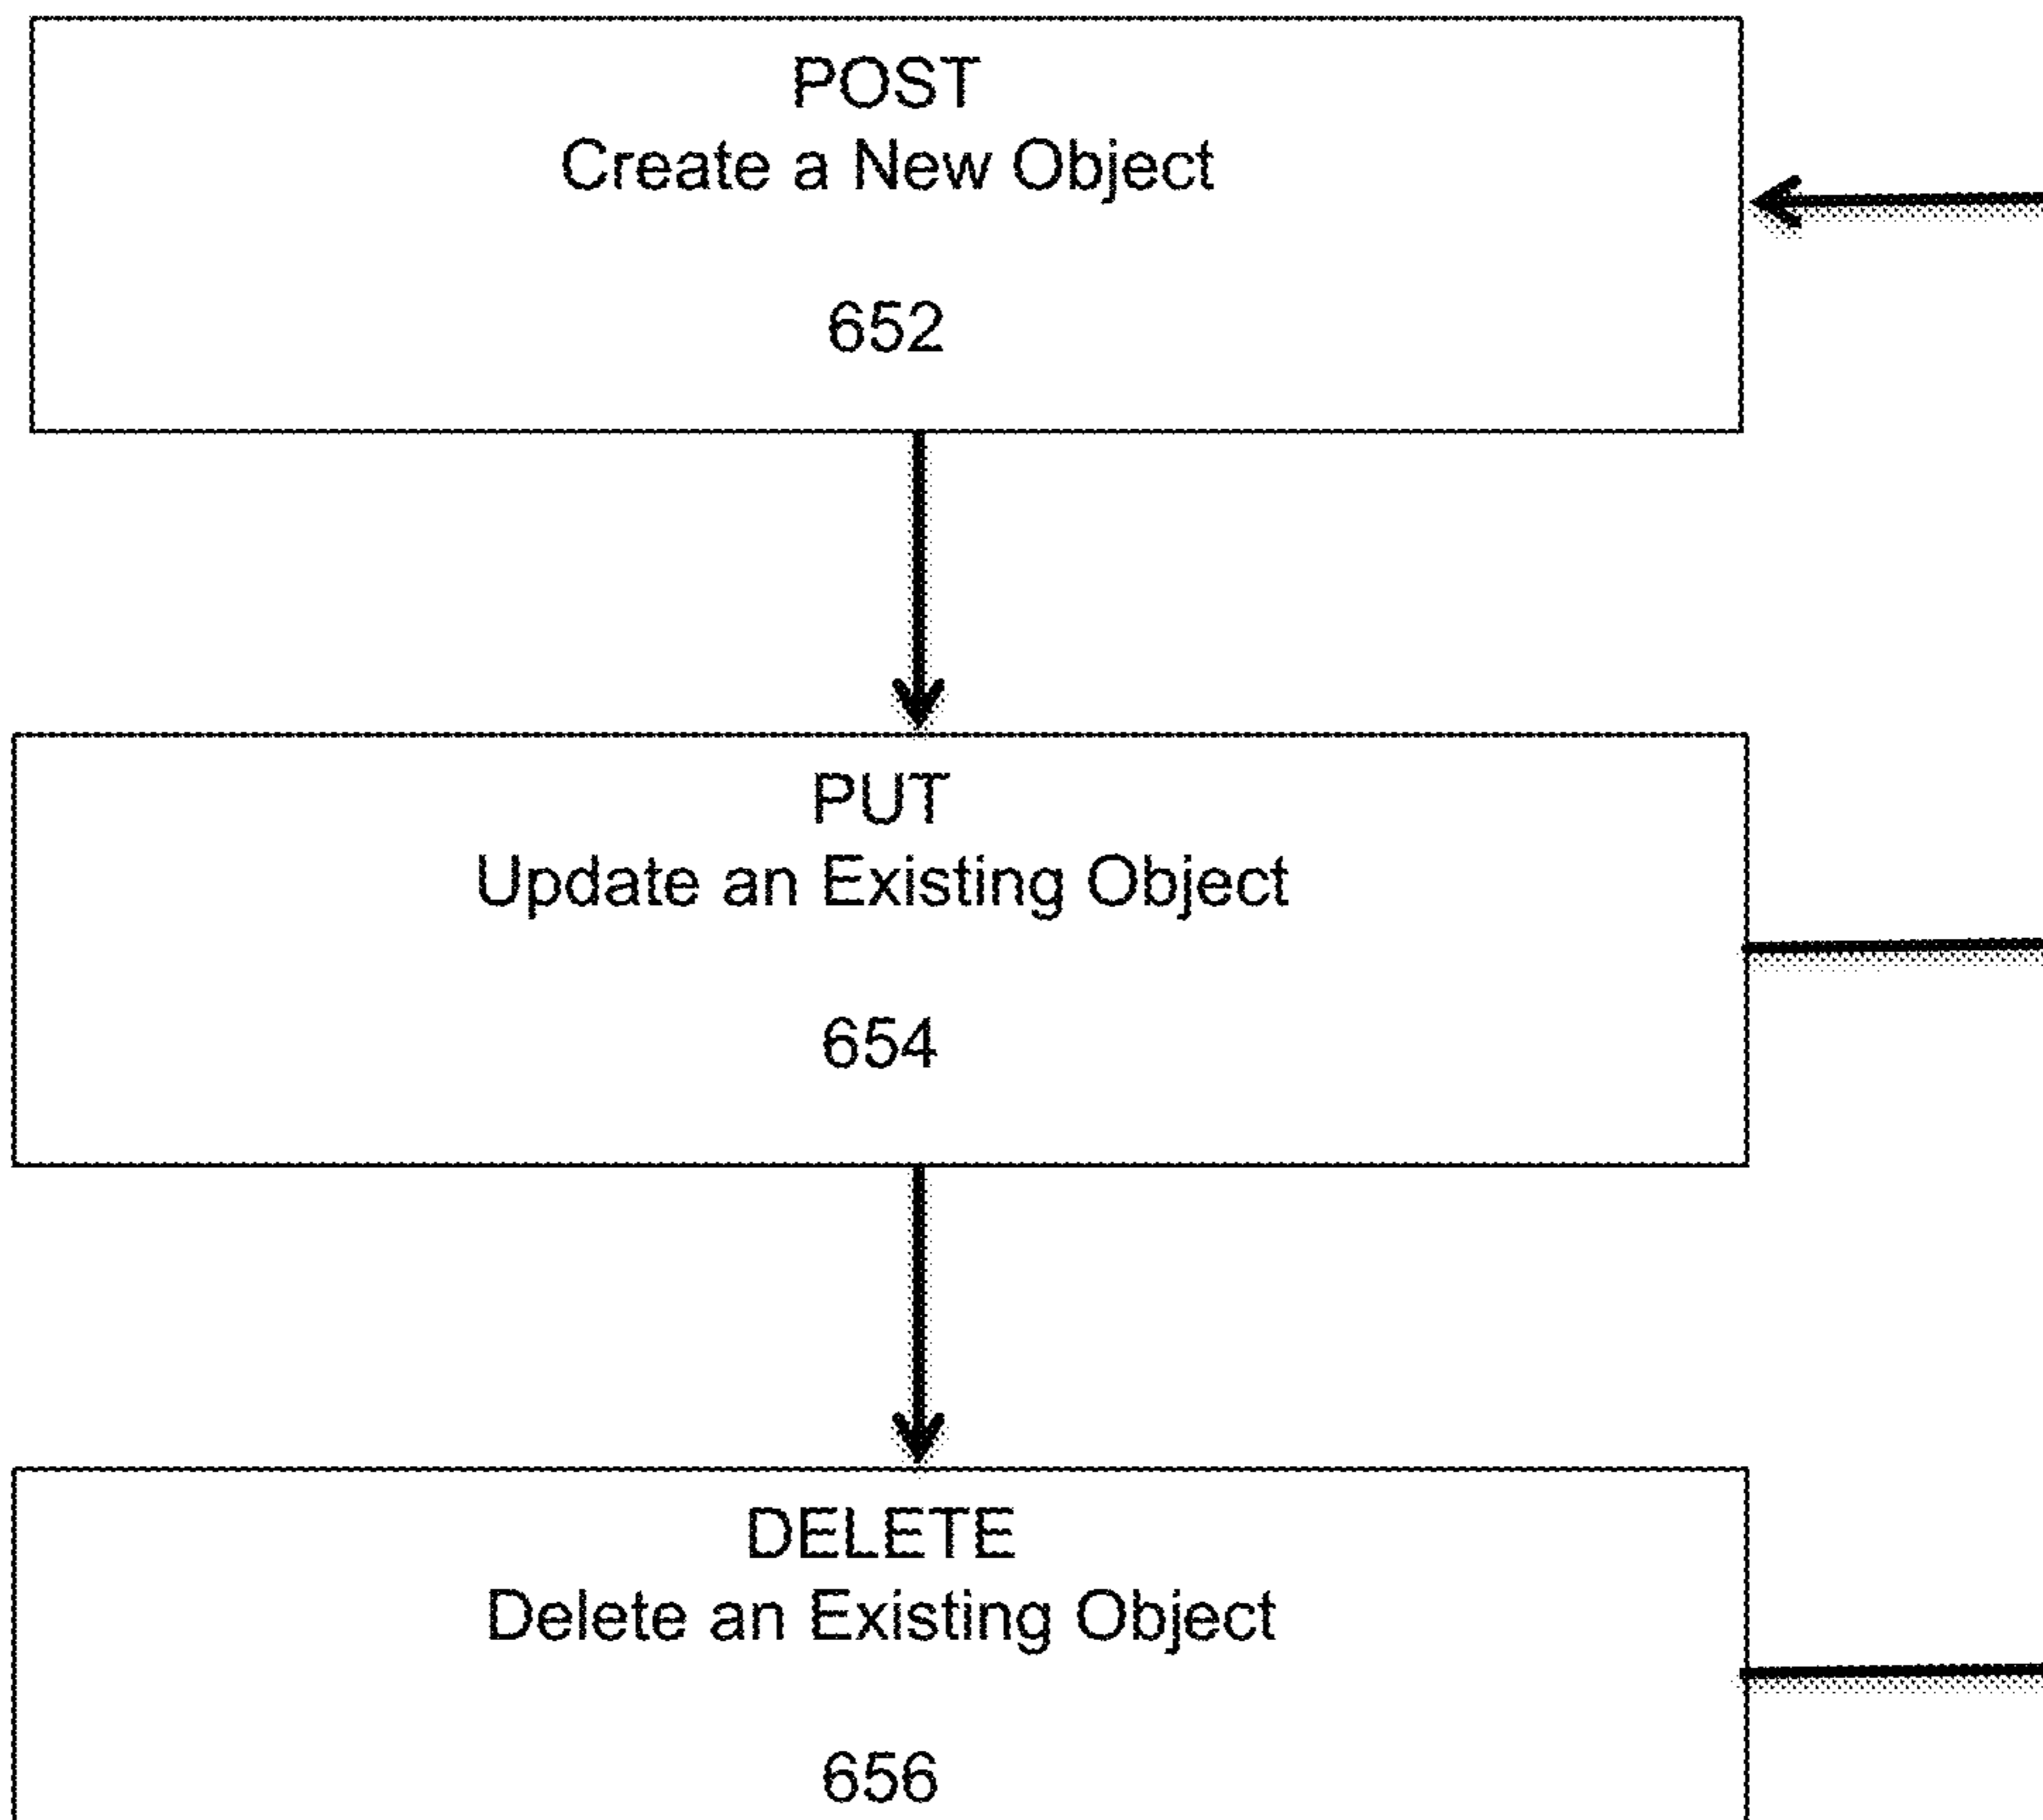 POST
Create a New Object
652
PUT
Update an Existing Object
654
DELETE
Delete an Existing Object
656